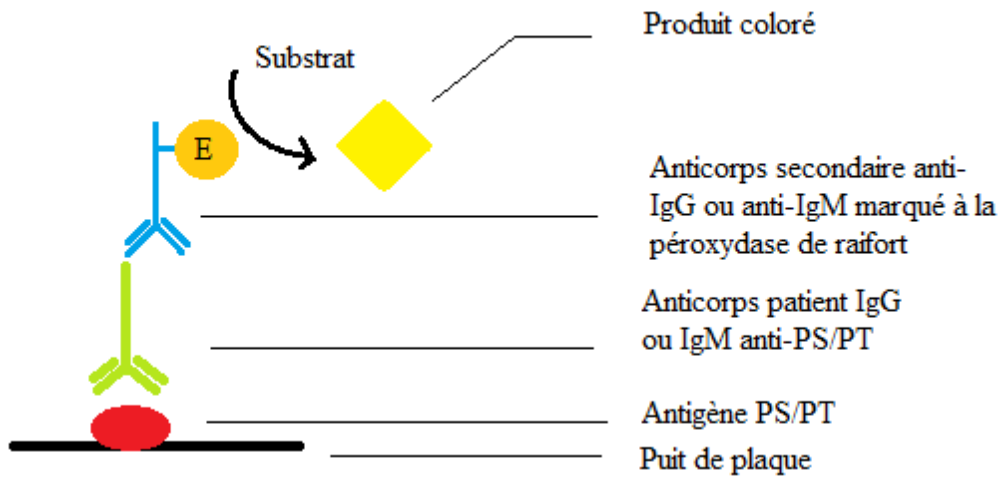 Produit coloré
Substrat
E
Anticorps secondaire anti-
IgG ou anti-IgM marqué à la
péroxydase de raifort
Anticorps patient IgG
ou IgM anti-PS/PT
Antigène PS/PT
Puit de plaque